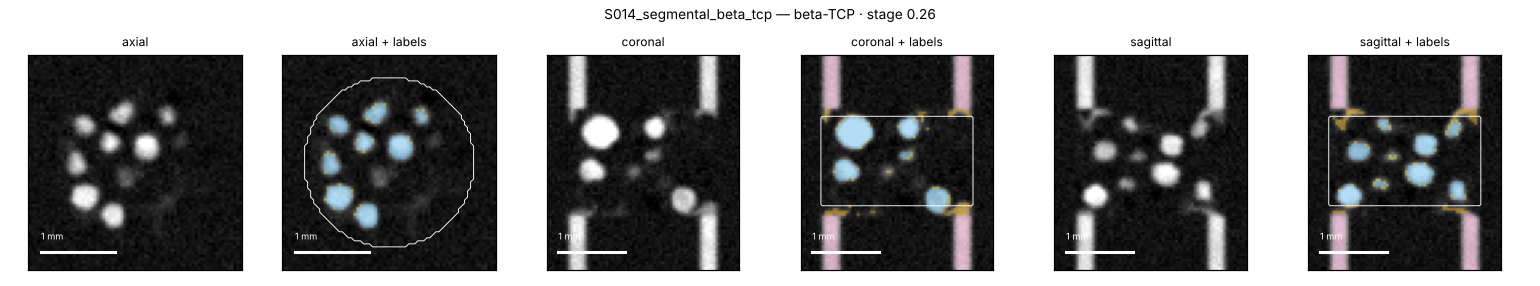 S014_segmental_beta_tcp — beta-TCP · stage 0.26
axial
axial + labels
coronal
coronal + labels
sagittal
sagittal + labels
1 mm
1 mm
1 mm
1 mm
1 mm
1 mm